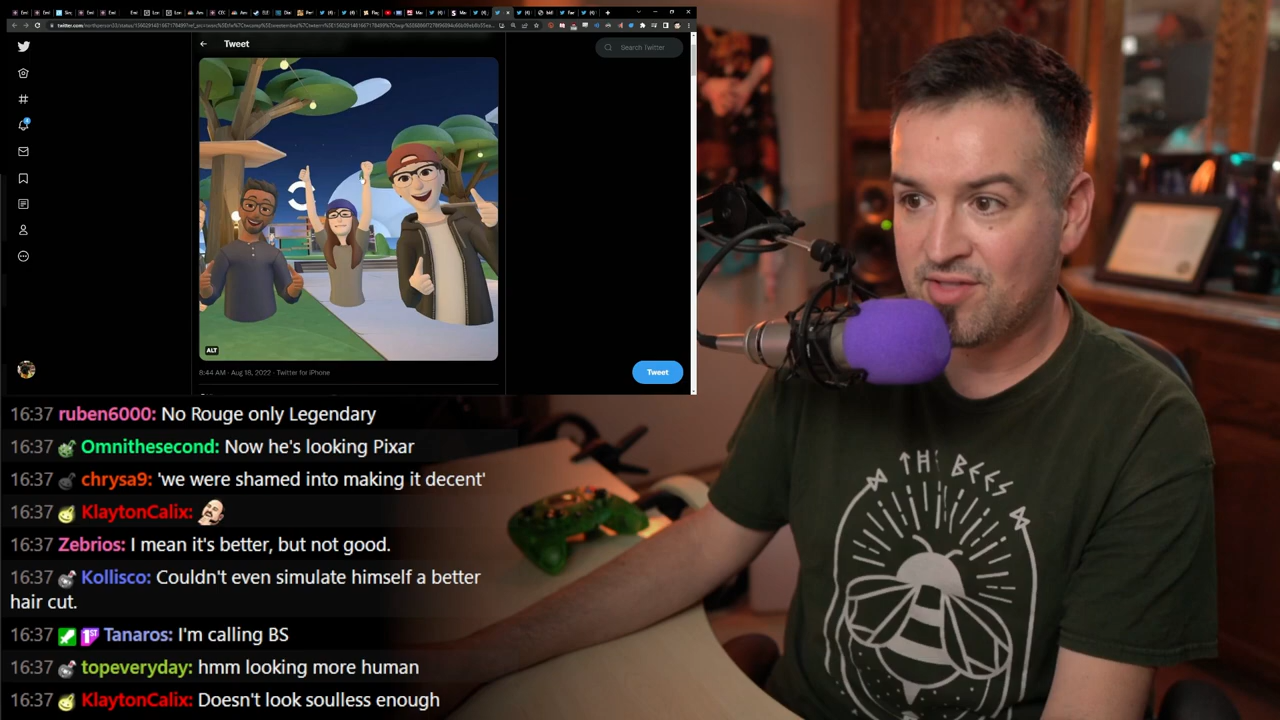 Tweet
Search Twitter
ALT
8:44 AM · Aug 18, 2022 · Twitter for iPhone
Tweet
16:37 ruben6000: No Rouge only Legendary
16:37 Omnithesecond: Now he's looking Pixar
16:37 chrysa9: 'we were shamed into making it decent'
16:37 KlaytonCalix:
16:37 Zebrios: I mean it's better, but not good.
16:37 Kollisco: Couldn't even simulate himself a better
hair cut.
16:37 1ST Tanaros: I'm calling BS
16:37 topeveryday: hmm looking more human
16:37 KlaytonCalix: Doesn't look soulless enough
THE BEES